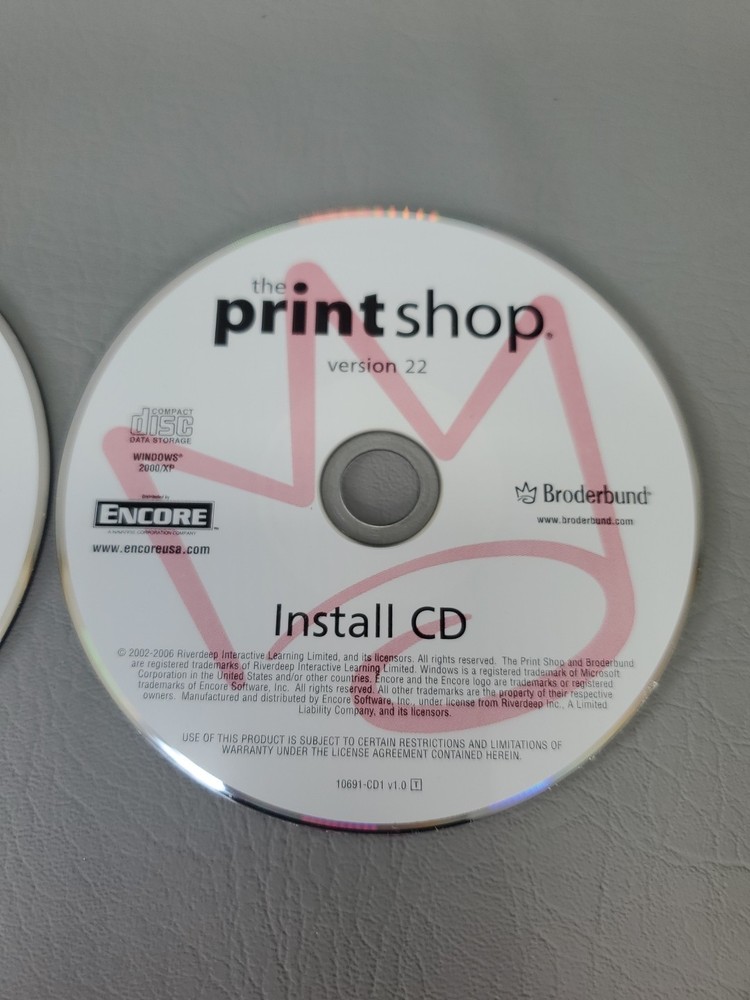 the
printshop®
version 22
COMPACT
disc
DATA STORAGE
WINDOWS®
2000/XP
Distributed by
ENCORE™
A NAVARRE CORPORATION COMPANY
www.encoreusa.com
Broderbund®
www.broderbund.com
Install CD
© 2002-2006 Riverdeep Interactive Learning Limited, and its licensors. All rights reserved. The Print Shop and Broderbund
are registered trademarks of Riverdeep Interactive Learning Limited. Windows is a registered trademark of Microsoft
Corporation in the United States and/or other countries. Encore and the Encore logo are trademarks or registered
trademarks of Encore Software, Inc. All rights reserved. All other trademarks are the property of their respective
owners. Manufactured and distributed by Encore Software, Inc., under license from Riverdeep Inc., A Limited
Liability Company, and its licensors.
USE OF THIS PRODUCT IS SUBJECT TO CERTAIN RESTRICTIONS AND LIMITATIONS OF
WARRANTY UNDER THE LICENSE AGREEMENT CONTAINED HEREIN.
10691-CD1 v1.0 T